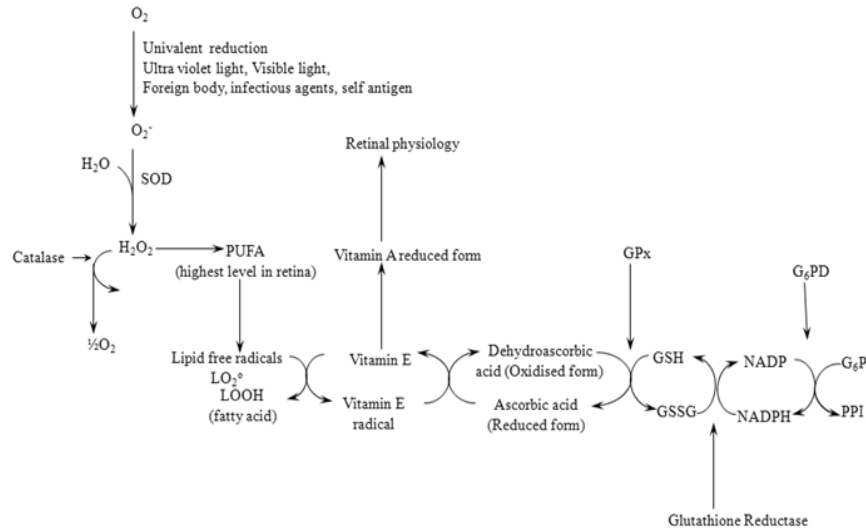 O₂
Univalent reduction
Ultra violet light, Visible light,
Foreign body, infectious agents, self antigen
O₂⁻
H₂O
SOD
Retinal physiology
Catalase
H₂O₂
PUFA
(highest level in retina)
Vitamin A reduced form
GPx
G₆PD
½O₂
Lipid free radicals
LO₂°
LOOH
(fatty acid)
Vitamin E
Vitamin E
radical
Dehydroascorbic
acid (Oxidised form)
Ascorbic acid
(Reduced form)
GSH
GSSG
NADP
NADPH
G₆P
PPI
Glutathione Reductase